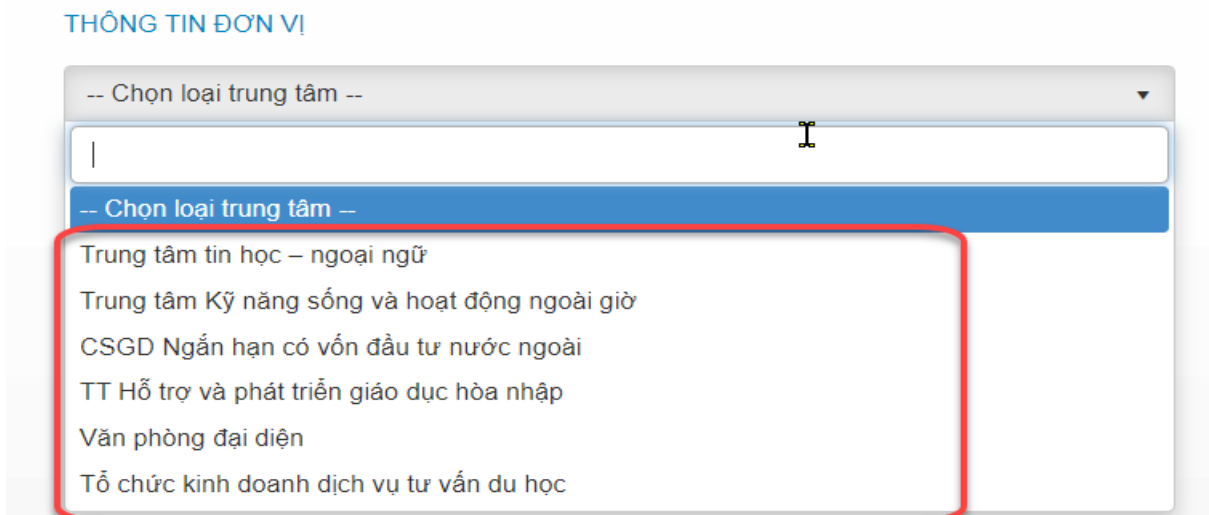 THÔNG TIN ĐƠN VỊ
-- Chọn loại trung tâm --
-- Chọn loại trung tâm --
Trung tâm tin học – ngoại ngữ
Trung tâm Kỹ năng sống và hoạt động ngoài giờ
CSGD Ngắn hạn có vốn đầu tư nước ngoài
TT Hỗ trợ và phát triển giáo dục hòa nhập
Văn phòng đại diện
Tổ chức kinh doanh dịch vụ tư vấn du học